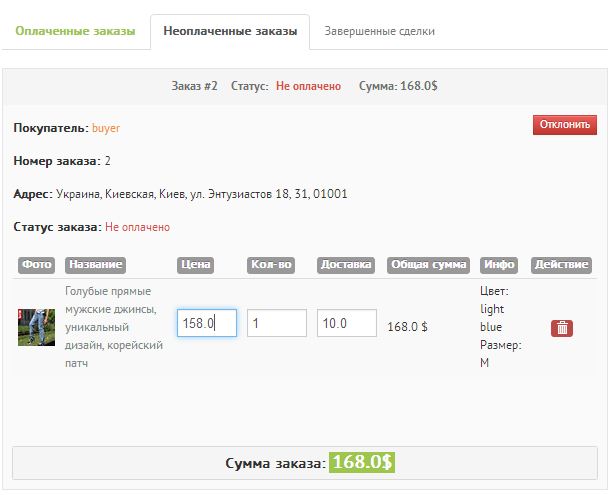 Оплаченные заказы Неоплаченные заказы Завершенные сделки
Заказ #2 Статус: Не оплачено Сумма: 168.0$
Покупатель: buyer
Отклонить
Номер заказа: 2
Адрес: Украина, Киевская, Киев, ул. Энтузиастов 18, 31, 01001
Статус заказа: Не оплачено
Фото Название Цена Кол-во Доставка Общая сумма Инфо Действие
Голубые прямые
мужские джинсы,
уникальный
дизайн, корейский
патч
158.0 1 10.0 168.0 $
Цвет:
light
blue
Размер:
M
Сумма заказа: 168.0$